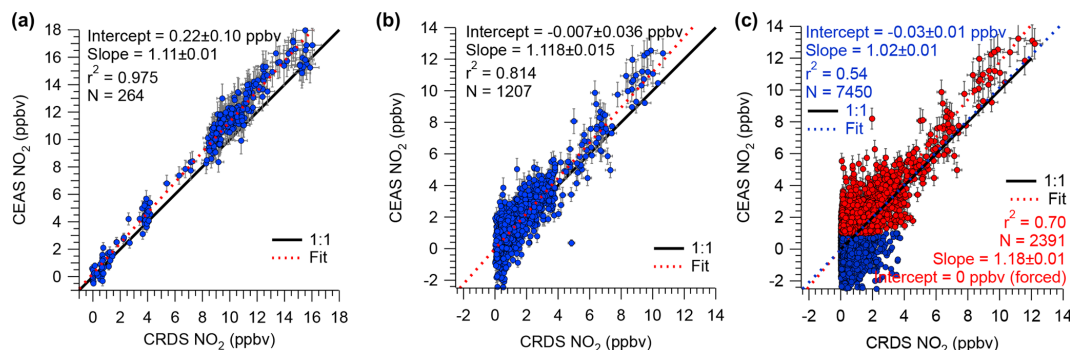 (a)
18
16
14
12
10
8
6
4
2
0
CEAS NO2 (ppbv)
Intercept = 0.22±0.10 ppbv
Slope = 1.11±0.01
r2 = 0.975
N = 264
1:1
Fit
0 2 4 6 8 10 12 14 16 18
CRDS NO2 (ppbv)
(b)
14
12
10
8
6
4
2
0
-2
CEAS NO2 (ppbv)
Intercept = -0.007±0.036 ppbv
Slope = 1.118±0.015
r2 = 0.814
N = 1207
1:1
Fit
-2 0 2 4 6 8 10 12 14
CRDS NO2 (ppbv)
(c)
14
12
10
8
6
4
2
0
-2
CEAS NO2 (ppbv)
Intercept = -0.03±0.01 ppbv
Slope = 1.02±0.01
r2 = 0.54
N = 7450
1:1
Fit
1:1
Fit
r2 = 0.70
N = 2391
Slope = 1.18±0.01
Intercept = 0 ppbv (forced)
-2 0 2 4 6 8 10 12 14
CRDS NO2 (ppbv)